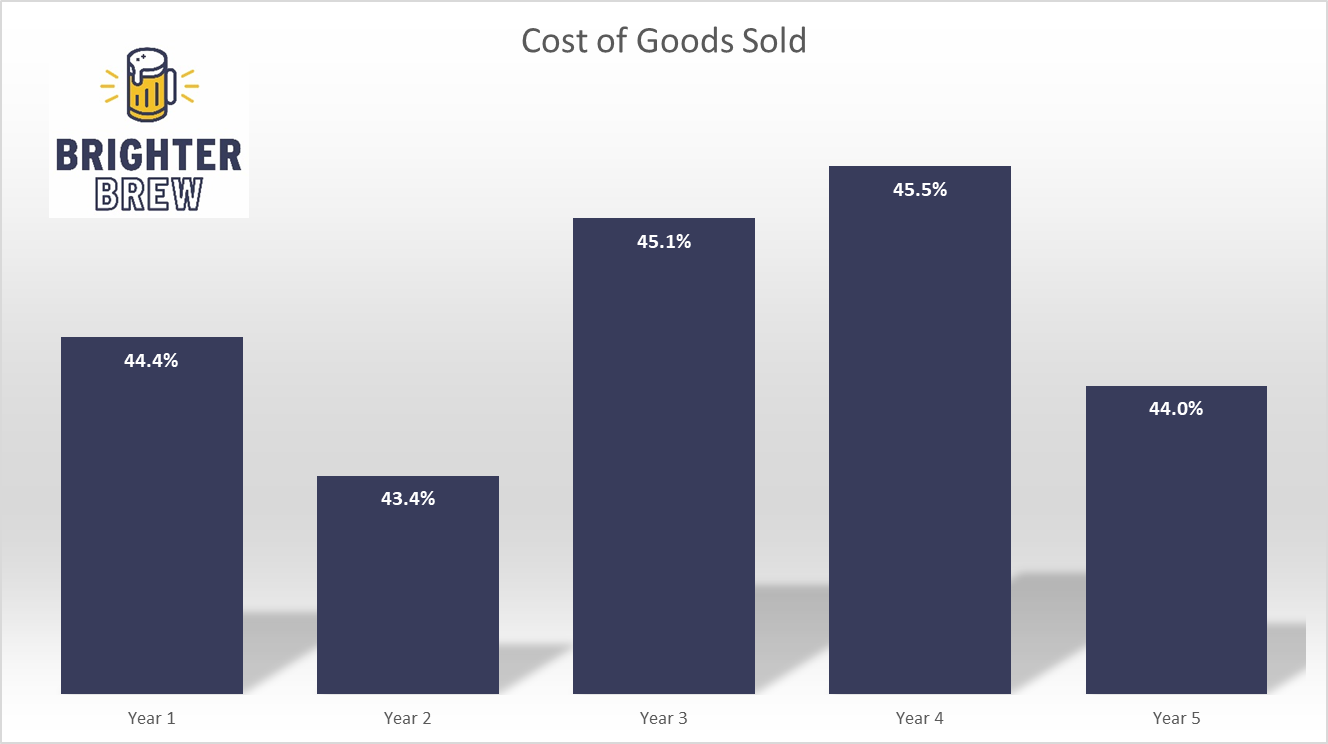 Cost of Goods Sold
BRIGHTER
BREW
44.4%
43.4%
45.1%
45.5%
44.0%
Year 1
Year 2
Year 3
Year 4
Year 5